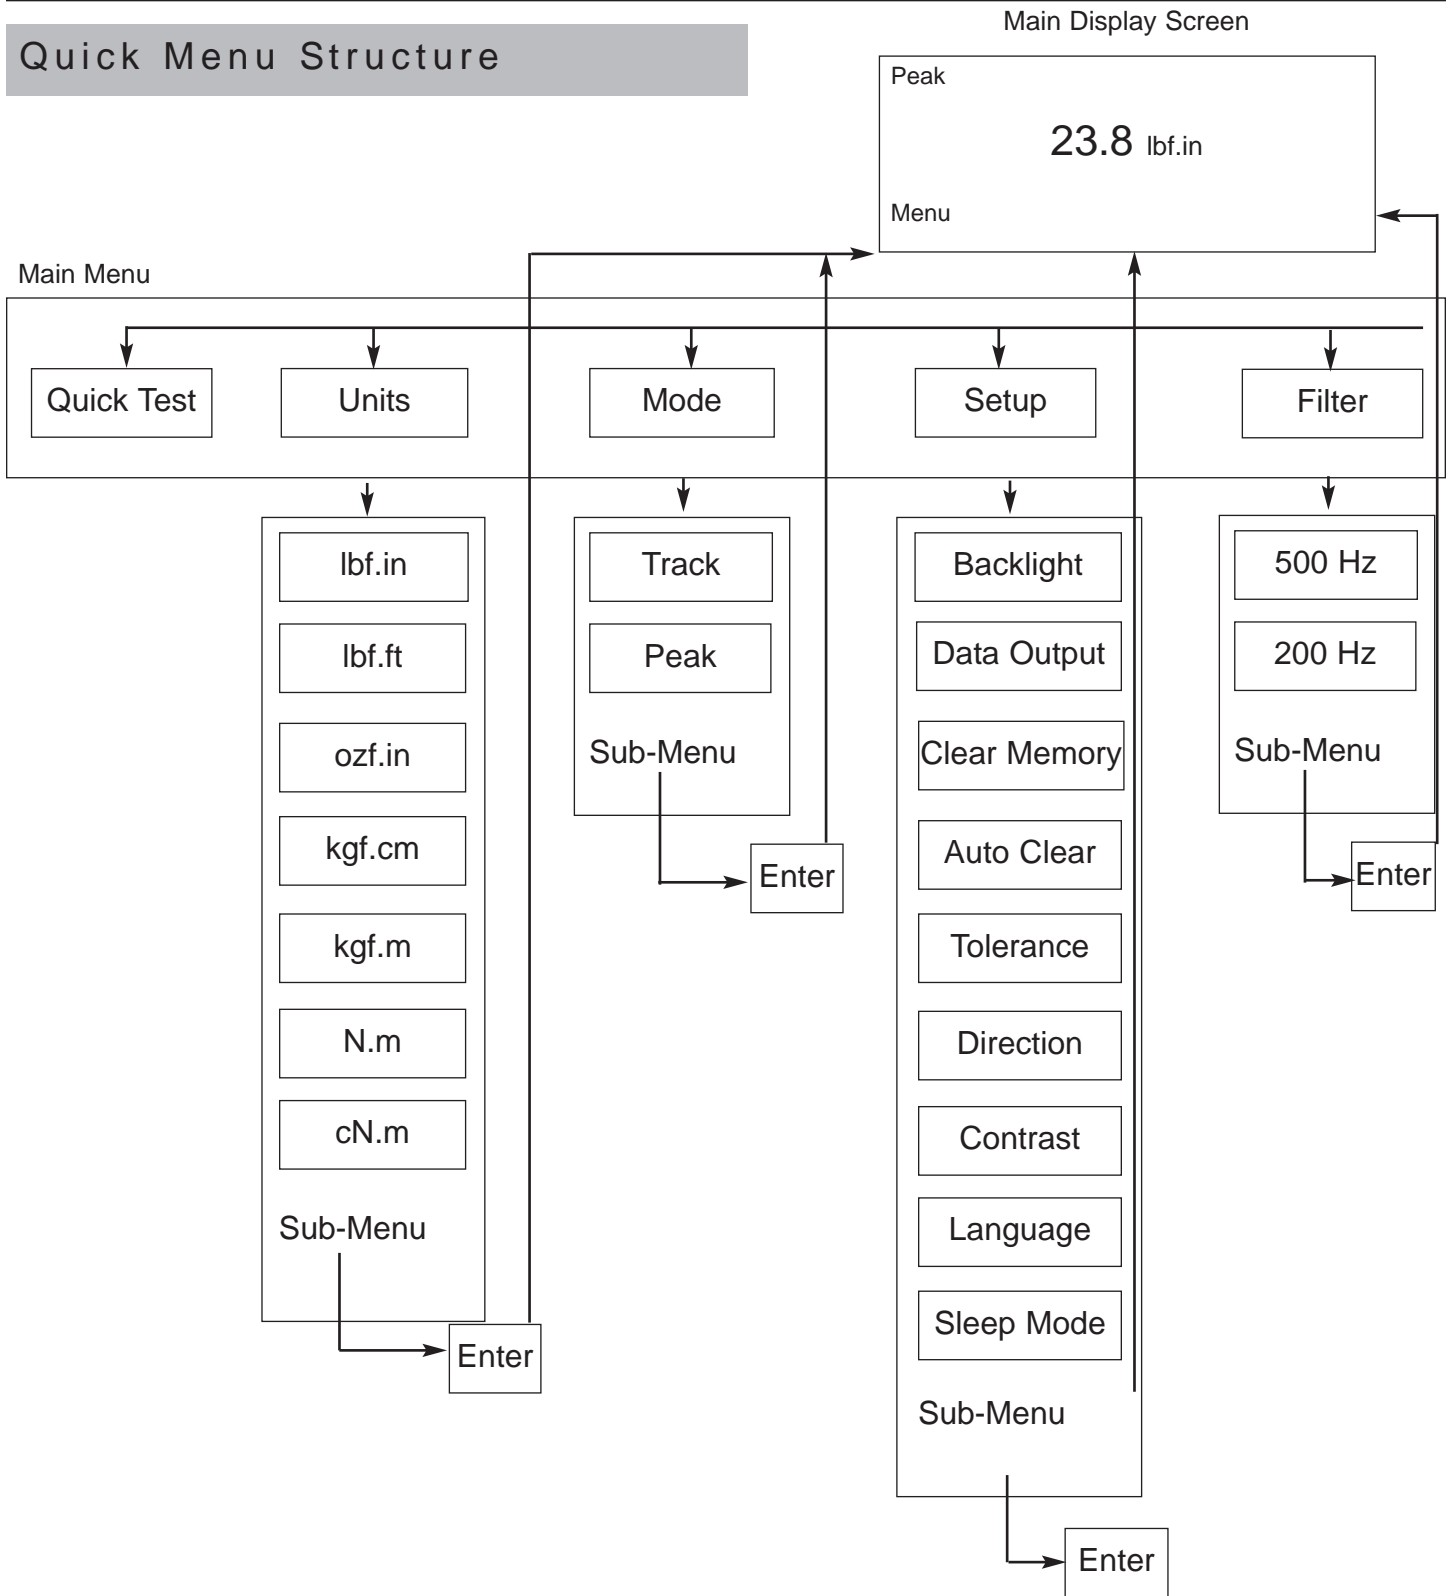 Quick Menu Structure
Main Display Screen
Peak
23.8 lbf.in
Menu
Main Menu
Quick Test
Units
Mode
Setup
Filter
lbf.in
lbf.ft
ozf.in
kgf.cm
kgf.m
N.m
cN.m
Sub-Menu
Enter
Track
Peak
Sub-Menu
Enter
Backlight
Data Output
Clear Memory
Auto Clear
Tolerance
Direction
Contrast
Language
Sleep Mode
Sub-Menu
Enter
500 Hz
200 Hz
Sub-Menu
Enter